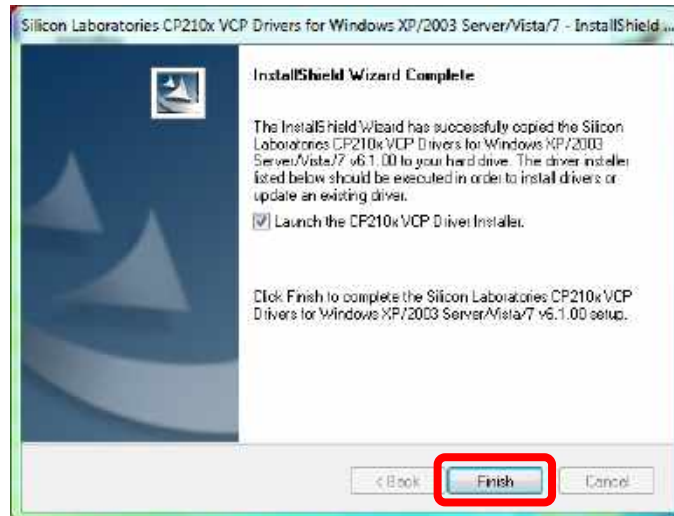 Silicon Laboratories CP210x VCP Drivers for Windows XP/2003 Server/Vista/7 - InstallShield ...
InstallShield Wizard Complete
The InstallShield Wizard has successfully copied the Silicon
Laboratories CP210x VCP Drivers for Windows XP/2003
Server/Vista/7 v6.1.00 to your hard drive. The driver installer
listed below should be executed in order to install drivers or
update an existing driver.
Launch the CP210x VCP Driver Installer.
Click Finish to complete the Silicon Laboratories CP210x VCP
Drivers for Windows XP/2003 Server/Vista/7 v6.1.00 setup.
< Back
Finish
Cancel